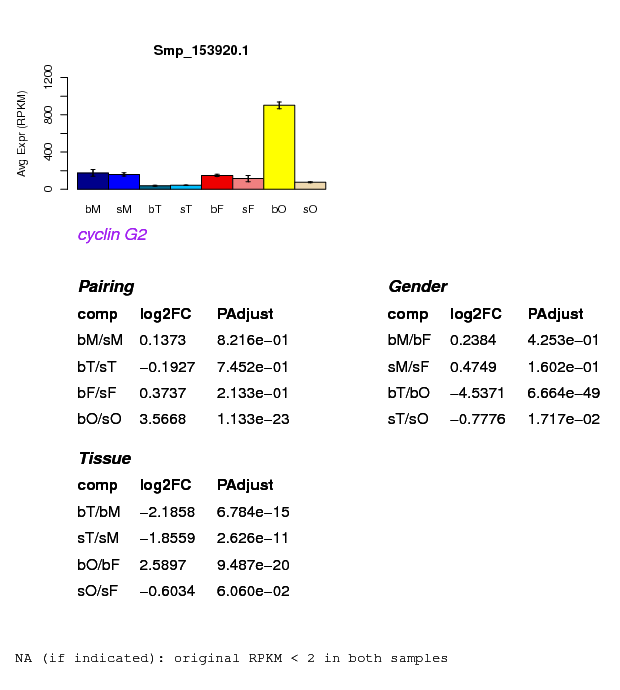 Smp_153920.1
Avg Expr (RPKM)
0 400 800 1200
bM sM bT sT bF sF bO sO
cyclin G2
Pairing
comp log2FC PAdjust
bM/sM 0.1373 8.216e−01
bT/sT −0.1927 7.452e−01
bF/sF 0.3737 2.133e−01
bO/sO 3.5668 1.133e−23
Gender
comp log2FC PAdjust
bM/bF 0.2384 4.253e−01
sM/sF 0.4749 1.602e−01
bT/bO −4.5371 6.664e−49
sT/sO −0.7776 1.717e−02
Tissue
comp log2FC PAdjust
bT/bM −2.1858 6.784e−15
sT/sM −1.8559 2.626e−11
bO/bF 2.5897 9.487e−20
sO/sF −0.6034 6.060e−02
NA (if indicated): original RPKM < 2 in both samples